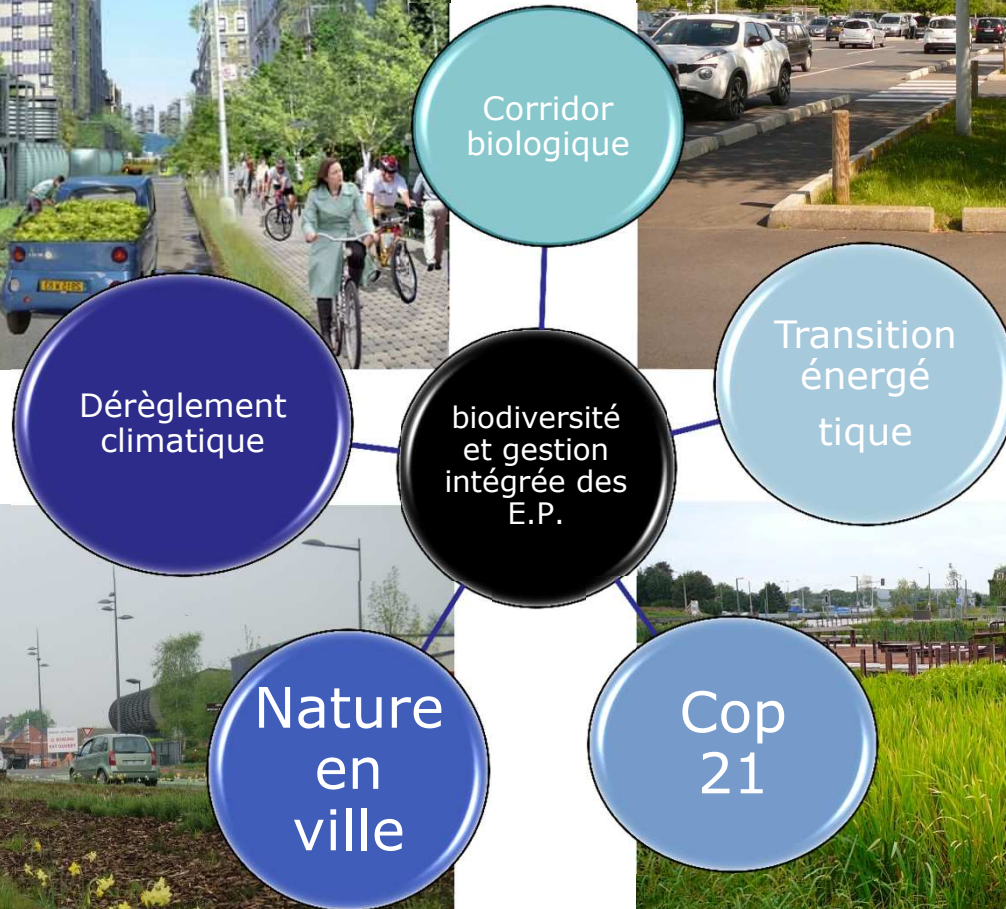 Corridor
biologique
Transition
énergé
tique
Dérèglement
climatique
biodiversité
et gestion
intégrée des
E.P.
Nature
en
ville
Cop
21